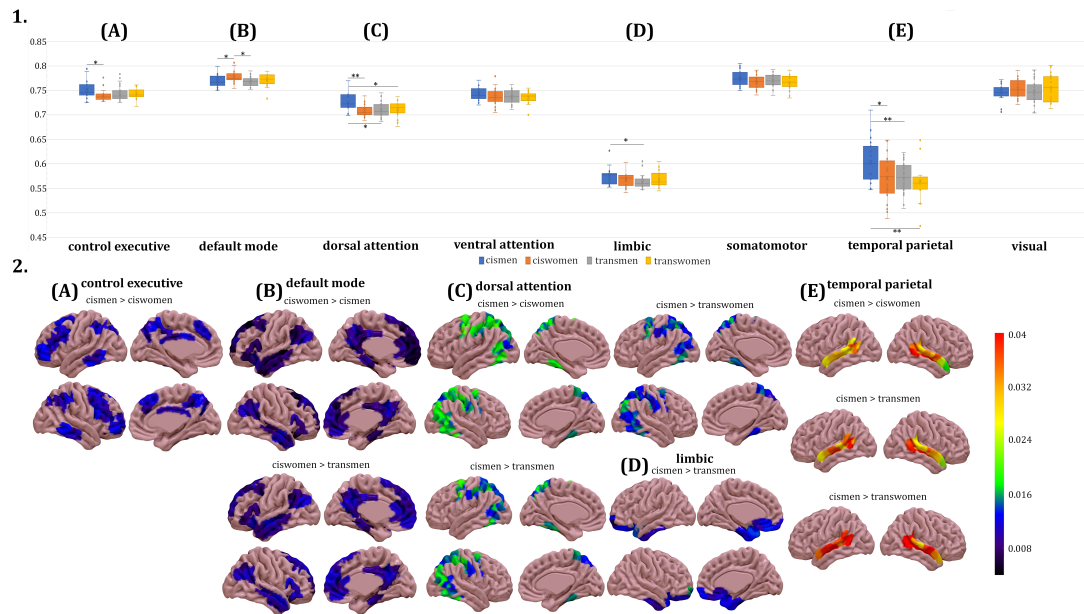 1.
(A) (B) (C) (D) (E)
0.85
0.8
0.75
0.7
0.65
0.6
0.55
0.5
0.45
* * * ** * * * * ** **
control executive default mode dorsal attention ventral attention limbic somatomotor temporal parietal visual
cismen ciswomen transmen transwomen
2.
(A) control executive
cismen > ciswomen
(B) default mode
ciswomen > cismen
ciswomen > transmen
(C) dorsal attention
cismen > ciswomen
cismen > transwomen
cismen > transmen
(D) limbic
cismen > transmen
(E) temporal parietal
cismen > ciswomen
cismen > transmen
cismen > transwomen
0.04
0.032
0.024
0.016
0.008